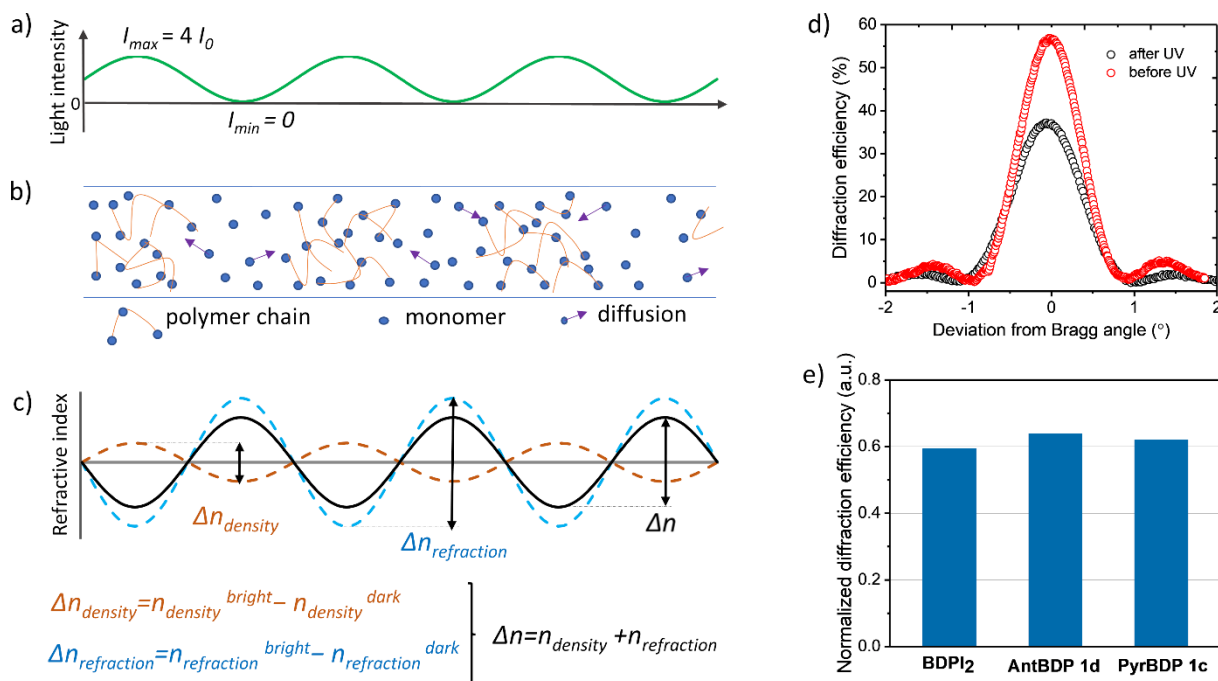 a)
Light intensity
I_max = 4 I_0
0
I_min = 0
b)
polymer chain
monomer
diffusion
c)
Refractive index
Δn_density
Δn_refraction
Δn
Δn_density=n_density^bright– n_density^dark
Δn_refraction=n_refraction^bright– n_refraction^dark
Δn=n_density +n_refraction
d)
Diffraction efficiency (%)
60
50
40
30
20
10
0
after UV
before UV
-2
-1
0
1
2
Deviation from Bragg angle (°)
e)
Normalized diffraction efficiency (a.u.)
0.8
0.6
0.4
0.2
0.0
BDPI2
AntBDP 1d
PyrBDP 1c